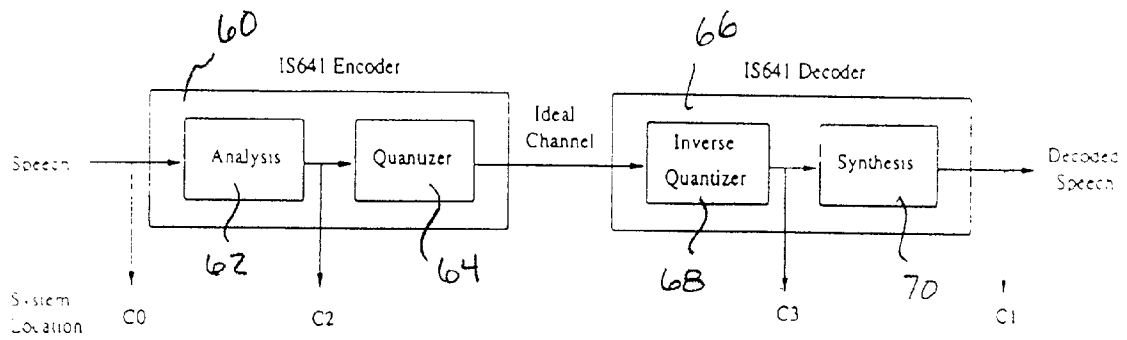 60
66
IS641 Encoder
IS641 Decoder
Ideal
Channel
Speech
Analysis
Quanuzer
Inverse
Quantizer
Synthesis
Decoded
Speech
62
64
68
70
System
Location
C0
C2
C3
C1